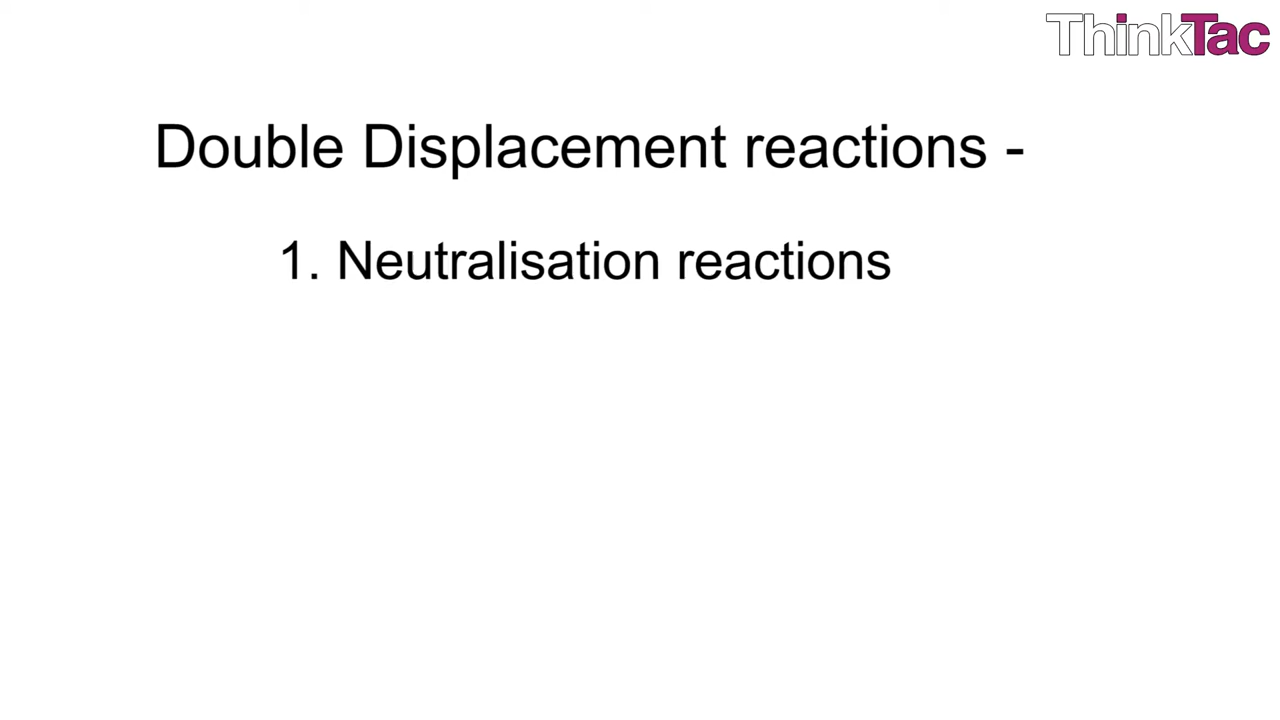 ThinkTac
Double Displacement reactions -
1. Neutralisation reactions